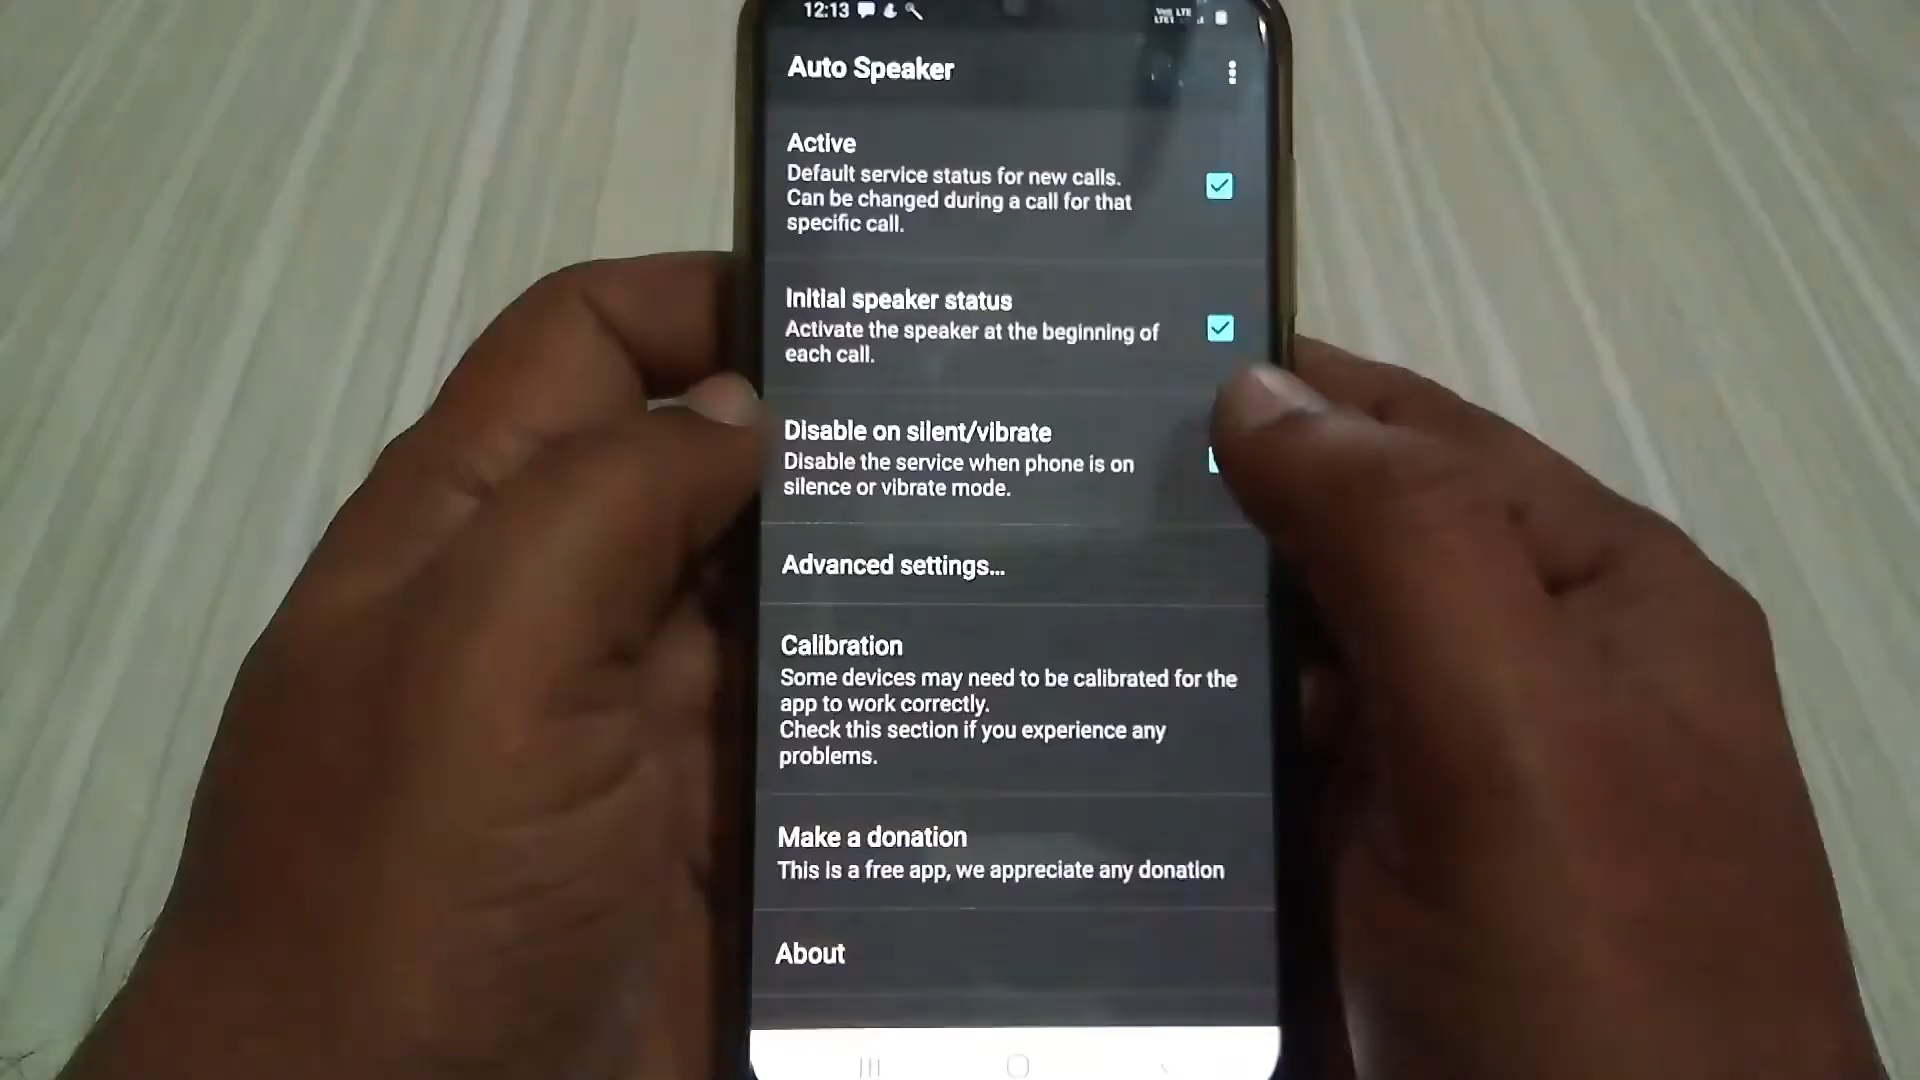 12:13
Auto Speaker
Active
Default service status for new calls.
Can be changed during a call for that
specific call.
Initial speaker status
Activate the speaker at the beginning of
each call.
Disable on silent/vibrate
Disable the service when phone is on
silence or vibrate mode.
Advanced settings...
Calibration
Some devices may need to be calibrated for the
app to work correctly.
Check this section if you experience any
problems.
Make a donation
This is a free app, we appreciate any donation
About